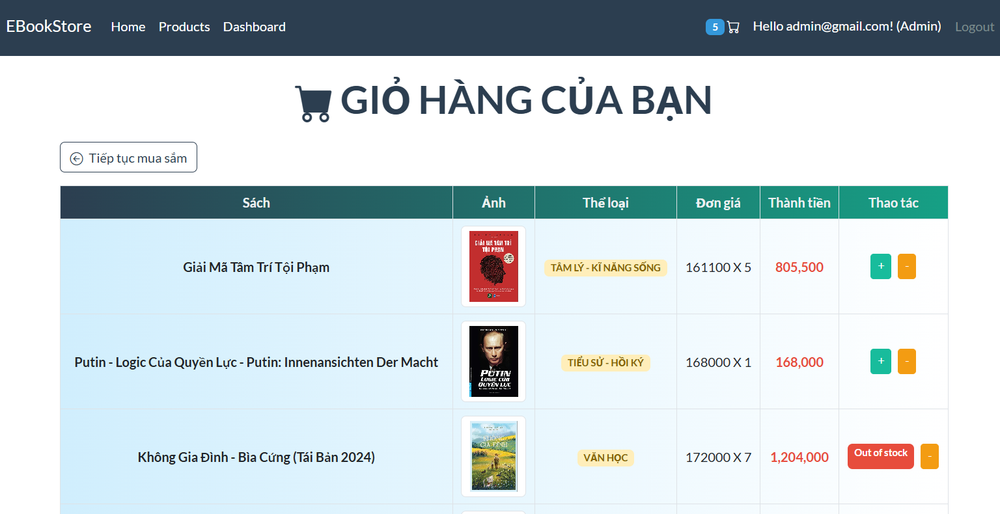 EBookStore Home Products Dashboard 5 Hello admin@gmail.com! (Admin) Logout
GIỎ HÀNG CỦA BẠN
Tiếp tục mua sắm
Sách Ảnh Thể loại Đơn giá Thành tiền Thao tác
GIẢI MÃ TÂM TRÍ
TỘI PHẠM
Giải Mã Tâm Trí Tội Phạm TÂM LÝ - KĨ NĂNG SỐNG 161100 X 5 805,500 + -
Putin - Logic Của Quyền Lực - Putin: Innenansichten Der Macht TIỂU SỬ - HỒI KÝ 168000 X 1 168,000 + -
PUTIN
LOGIC CỦA
QUYỀN LỰC
KHÔNG
GIA ĐÌNH
Không Gia Đình - Bìa Cứng (Tái Bản 2024) VĂN HỌC 172000 X 7 1,204,000 Out of stock -